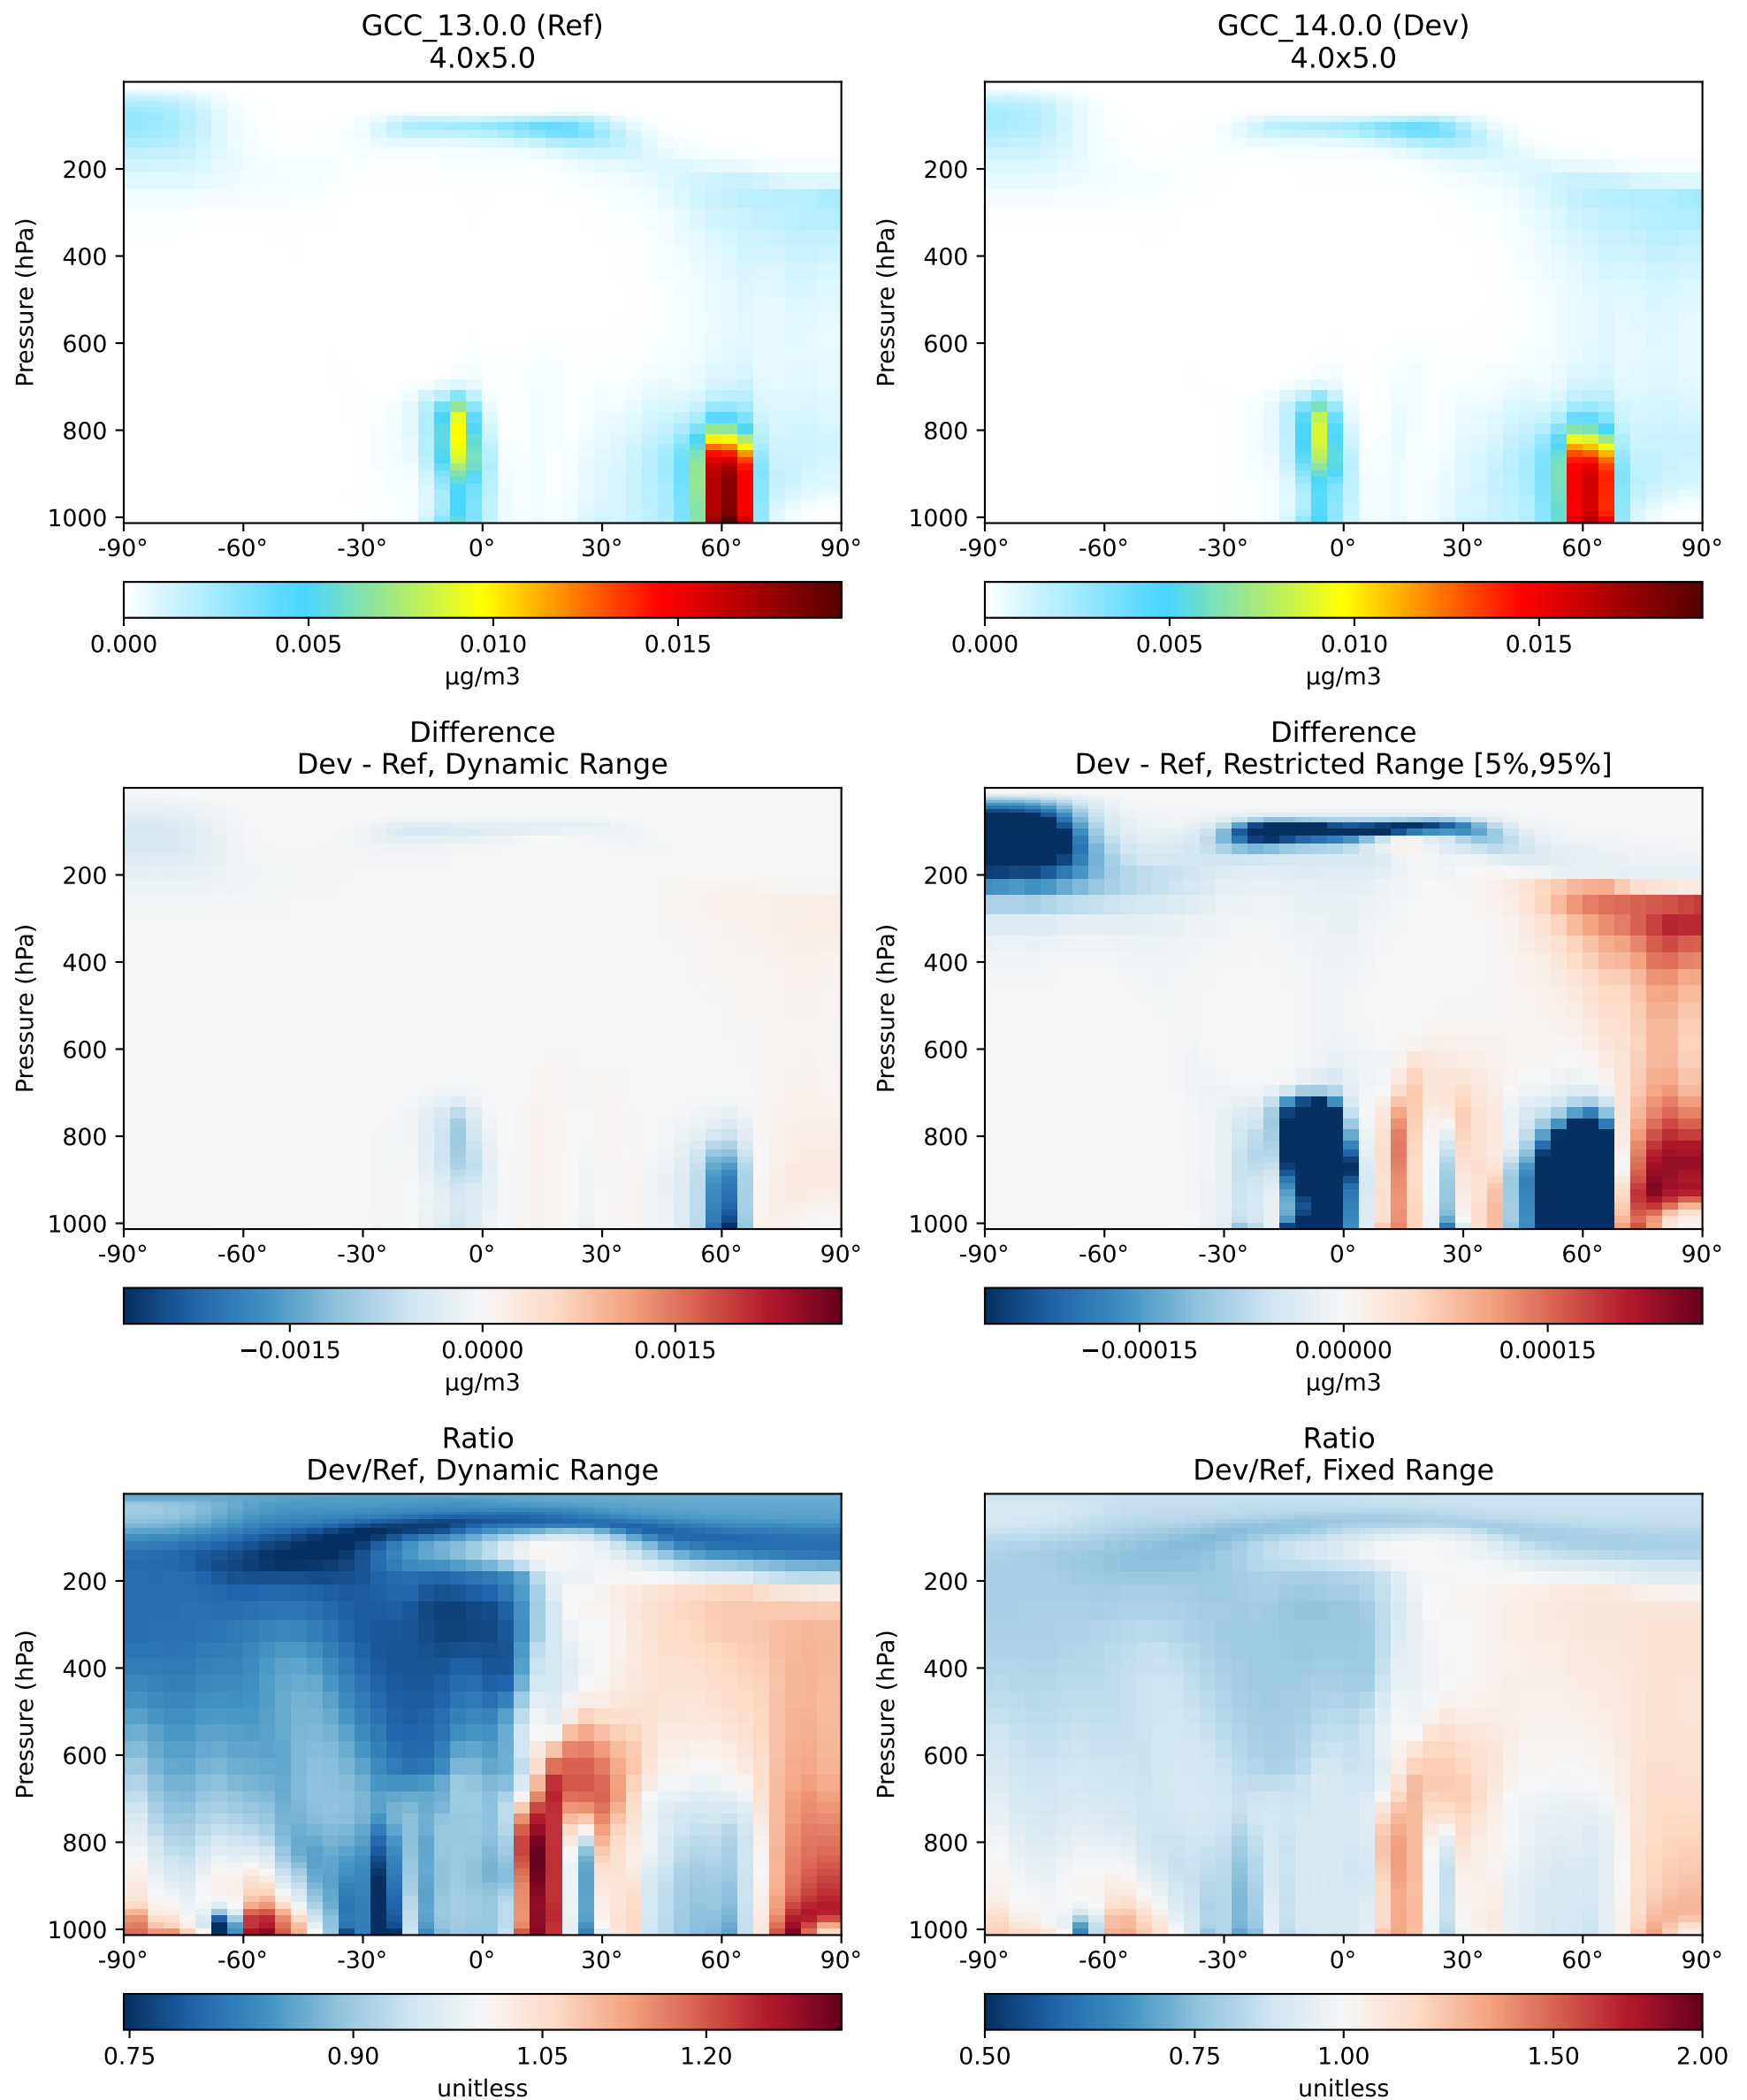 GCC_13.0.0 (Ref)
4.0x5.0
Pressure (hPa)
200
400
600
800
1000
-90° -60° -30° 0° 30° 60° 90°
0.000 0.005 0.010 0.015
µg/m3
GCC_14.0.0 (Dev)
4.0x5.0
Pressure (hPa)
200
400
600
800
1000
-90° -60° -30° 0° 30° 60° 90°
0.000 0.005 0.010 0.015
µg/m3
Difference
Dev - Ref, Dynamic Range
Pressure (hPa)
200
400
600
800
1000
-90° -60° -30° 0° 30° 60° 90°
−0.0015 0.0000 0.0015
µg/m3
Difference
Dev - Ref, Restricted Range [5%,95%]
Pressure (hPa)
200
400
600
800
1000
-90° -60° -30° 0° 30° 60° 90°
−0.00015 0.00000 0.00015
µg/m3
Ratio
Dev/Ref, Dynamic Range
Pressure (hPa)
200
400
600
800
1000
-90° -60° -30° 0° 30° 60° 90°
0.75 0.90 1.05 1.20
unitless
Ratio
Dev/Ref, Fixed Range
Pressure (hPa)
200
400
600
800
1000
-90° -60° -30° 0° 30° 60° 90°
0.50 0.75 1.00 1.50 2.00
unitless